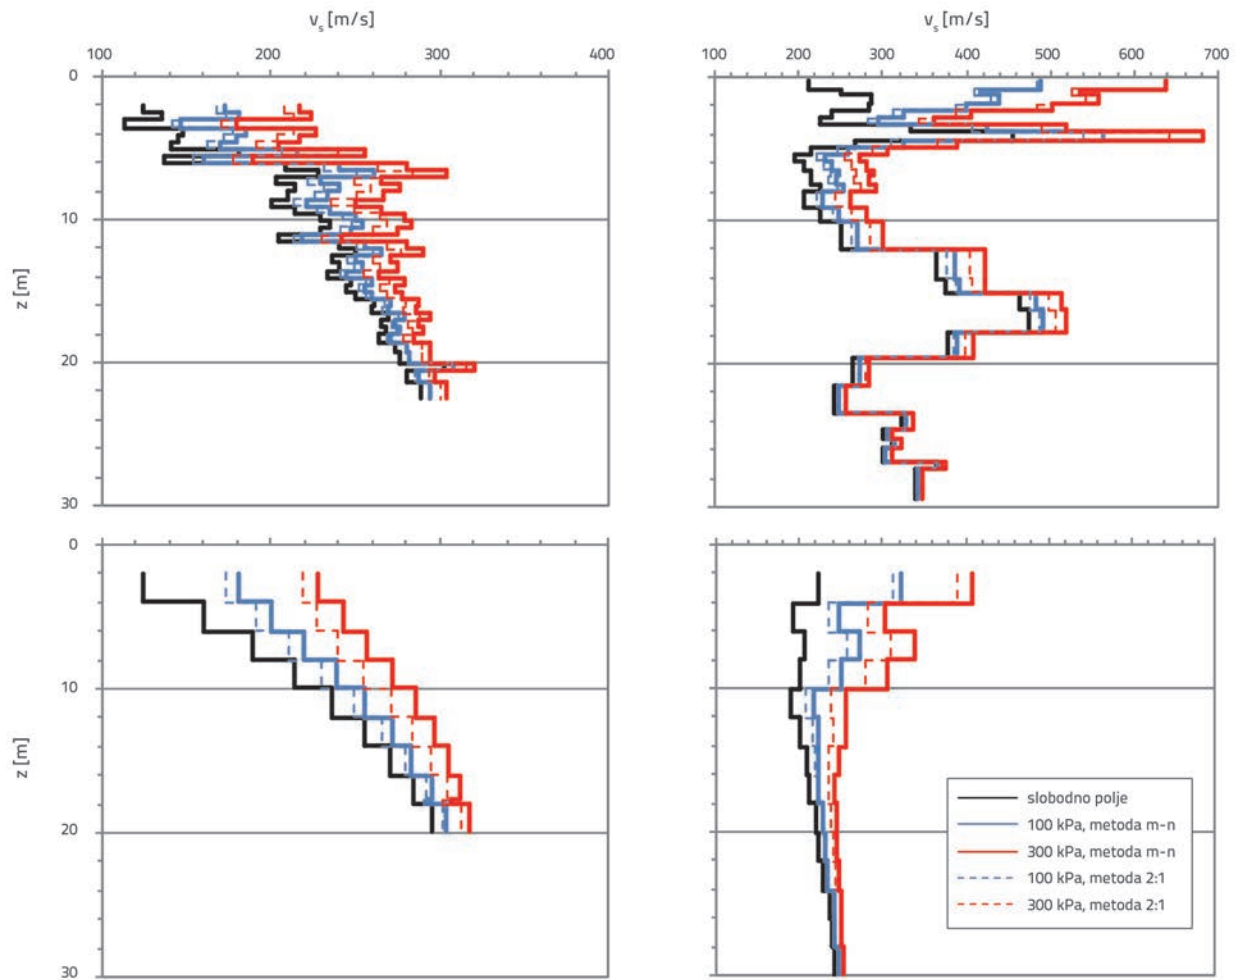 v_s [m/s]
100 200 300 400
0
10
20
30
z [m]
v_s [m/s]
100 200 300 400 500 600 700
0
10
20
30
z [m]
slobodno polje
100 kPa, metoda m-n
300 kPa, metoda m-n
100 kPa, metoda 2:1
300 kPa, metoda 2:1